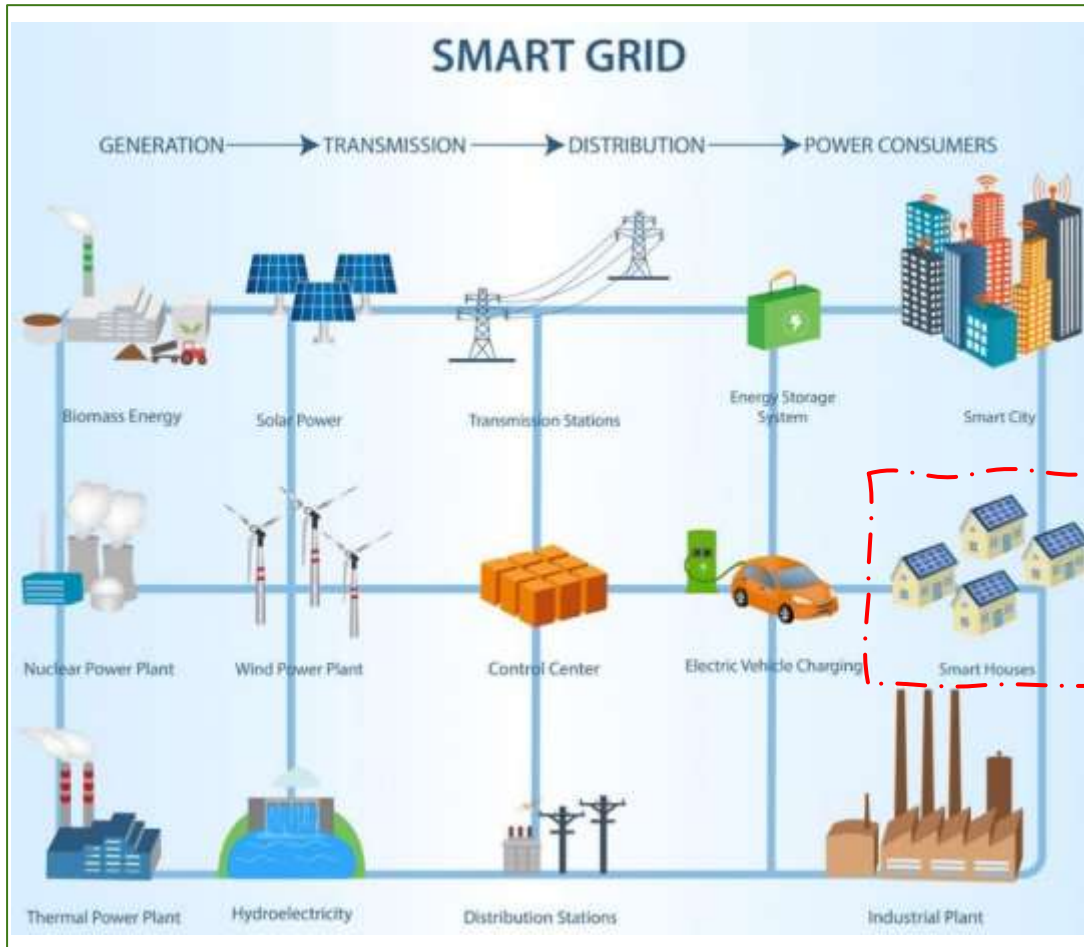 SMART GRID
GENERATION TRANSMISSION DISTRIBUTION POWER CONSUMERS
Biomass Energy
Solar Power
Transmission Stations
Energy Storage
System
Smart City
Nuclear Power Plant
Wind Power Plant
Control Center
Electric Vehicle Charging
Smart Houses
Thermal Power Plant
Hydroelectricity
Distribution Stations
Industrial Plant